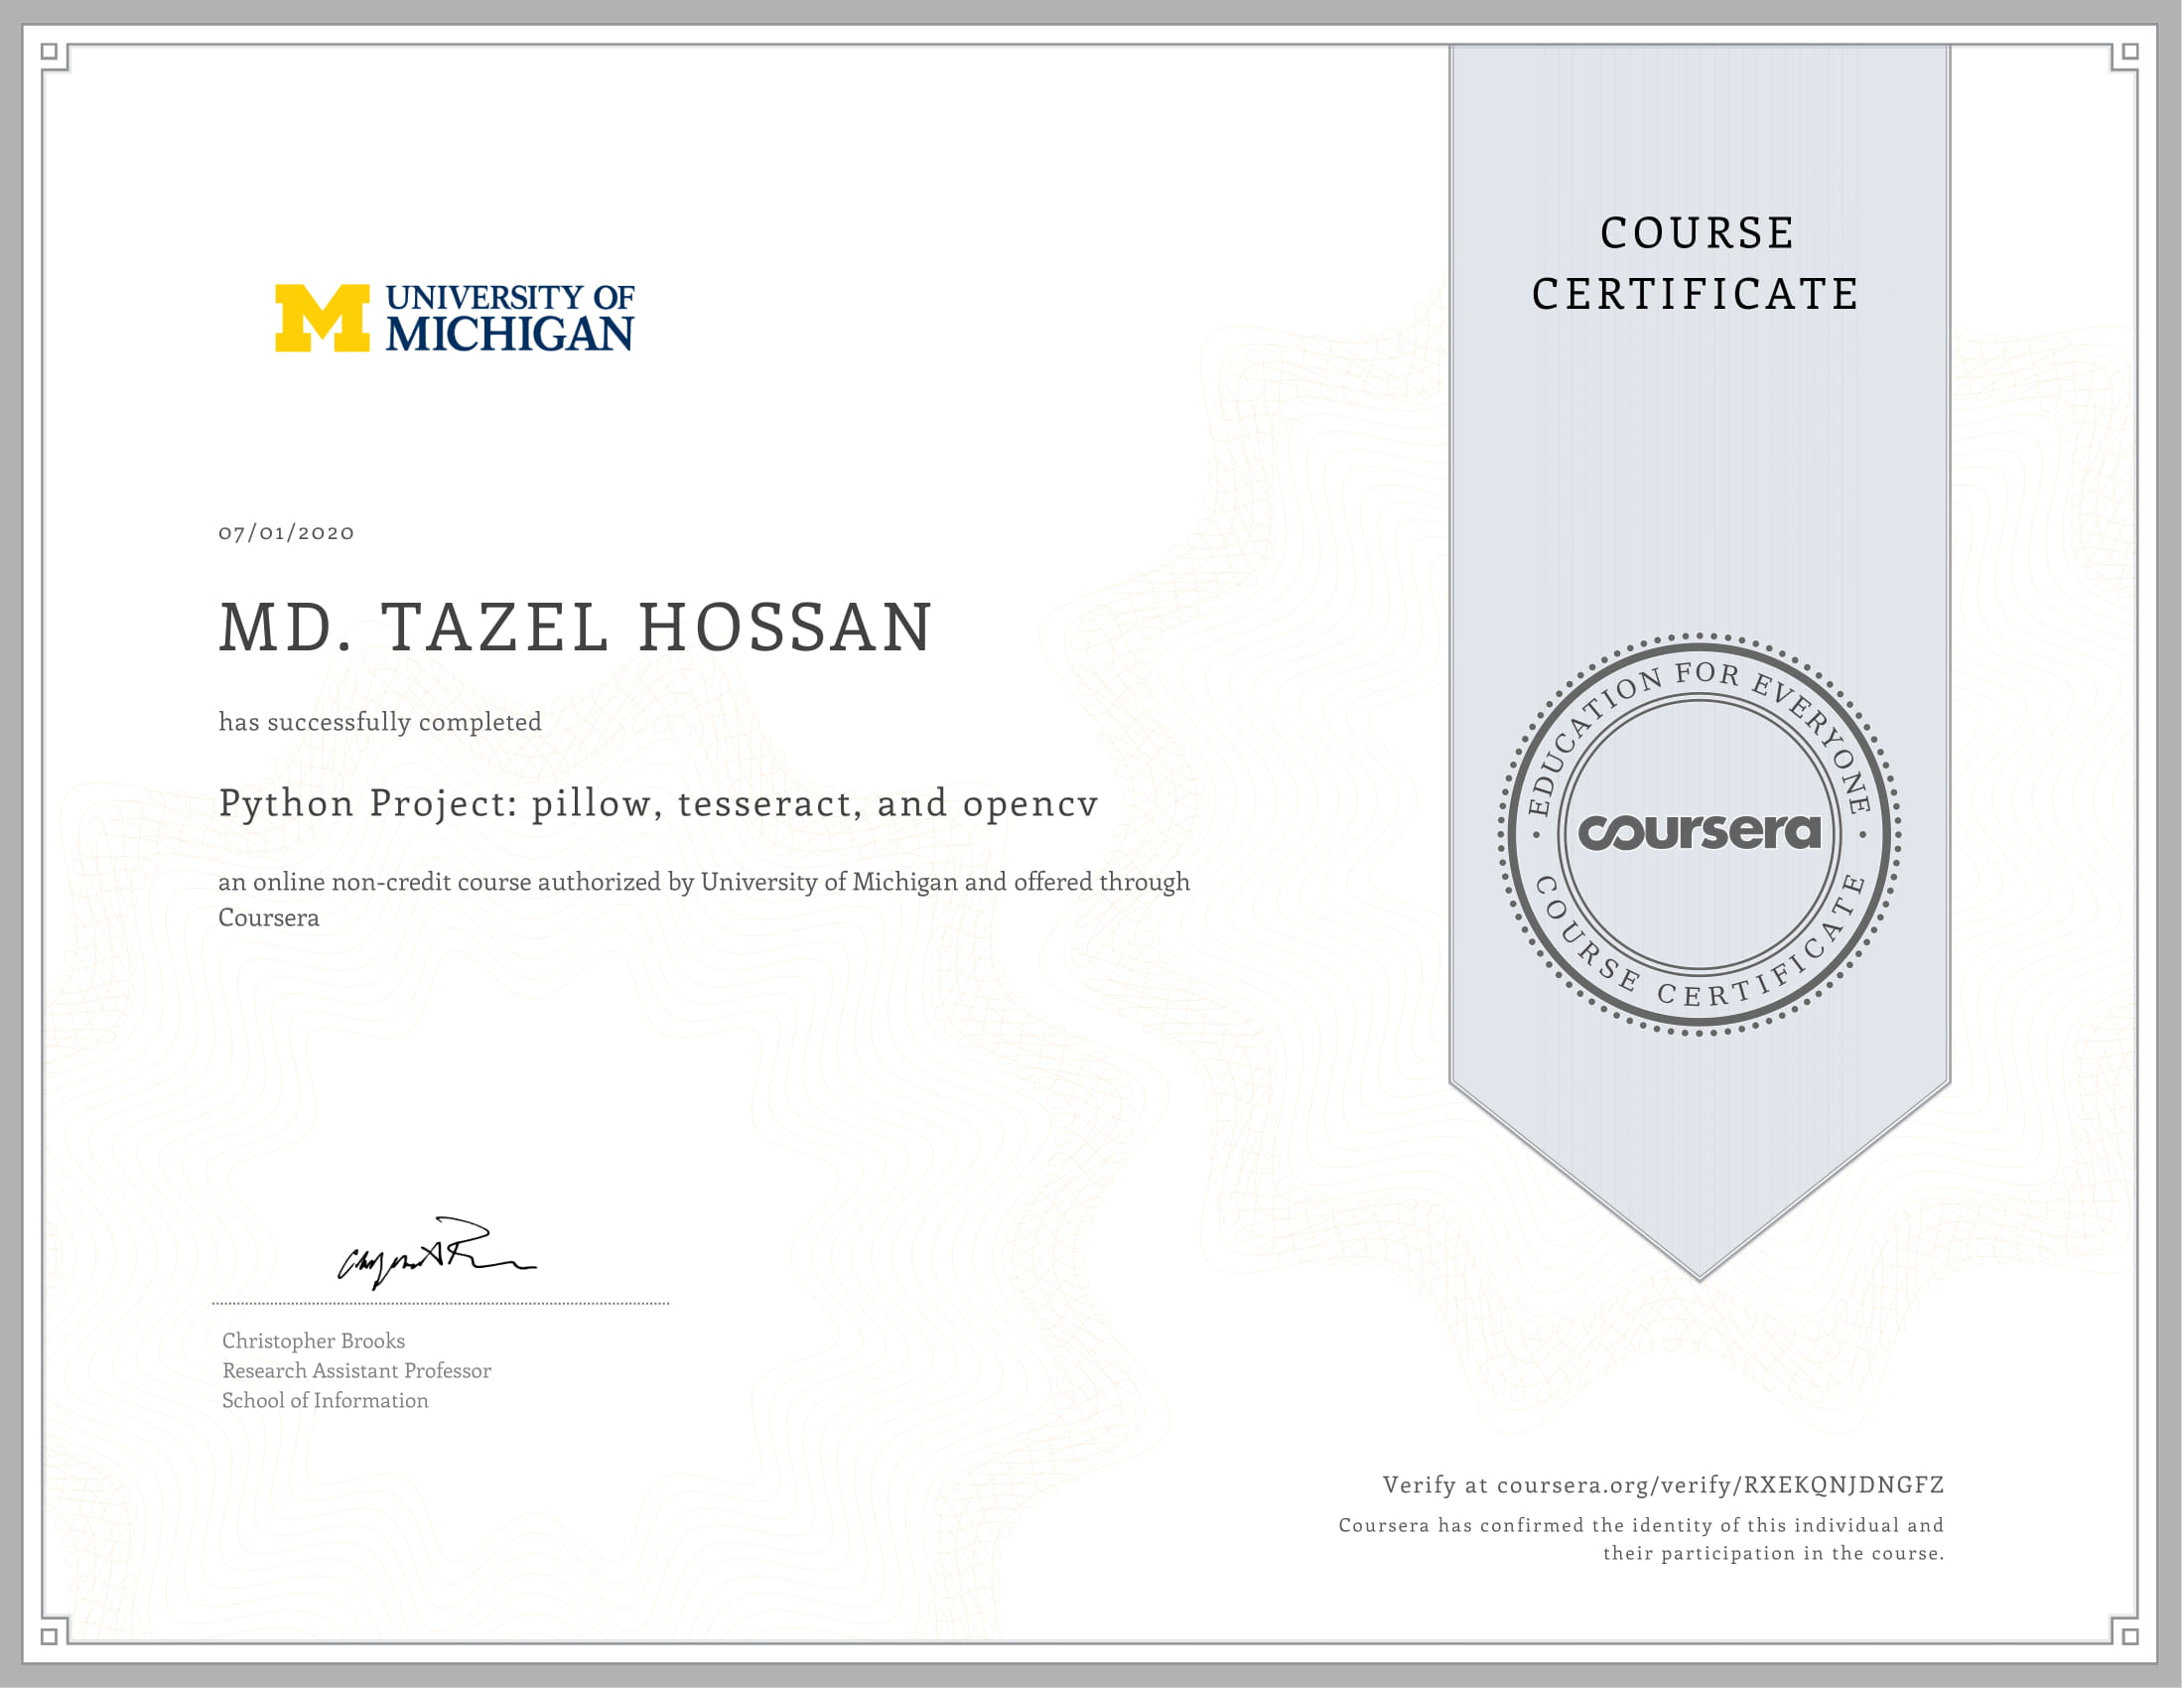 UNIVERSITY OF
MICHIGAN
COURSE
CERTIFICATE
07/01/2020
MD. TAZEL HOSSAN
has successfully completed
Python Project: pillow, tesseract, and opencv
an online non-credit course authorized by University of Michigan and offered through
Coursera
EDUCATION FOR EVERYONE
coursera
COURSE CERTIFICATE
Christopher Brooks
Research Assistant Professor
School of Information
Verify at coursera.org/verify/RXEKQNJDNGFZ
Coursera has confirmed the identity of this individual and
their participation in the course.